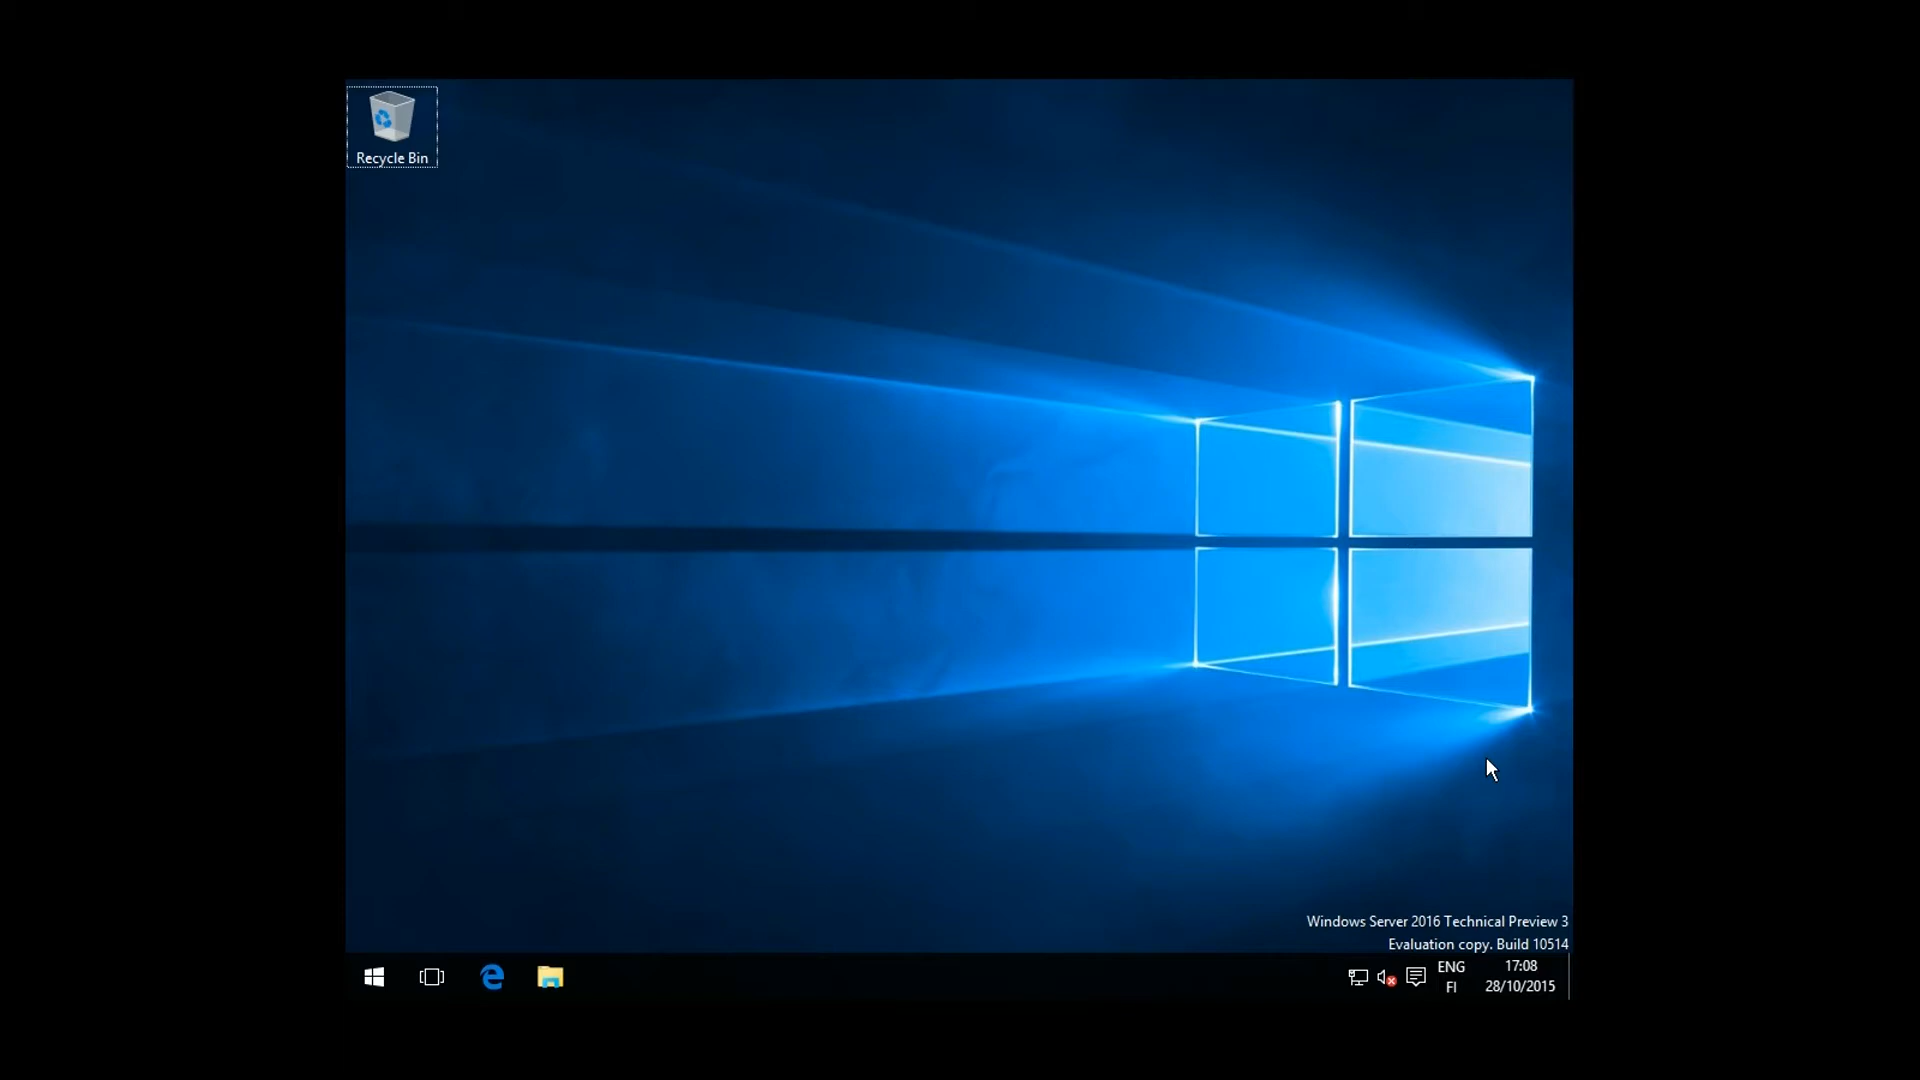 Recycle Bin
Windows Server 2016 Technical Preview 3
Evaluation copy. Build 10514
ENG
FI
17:08
28/10/2015